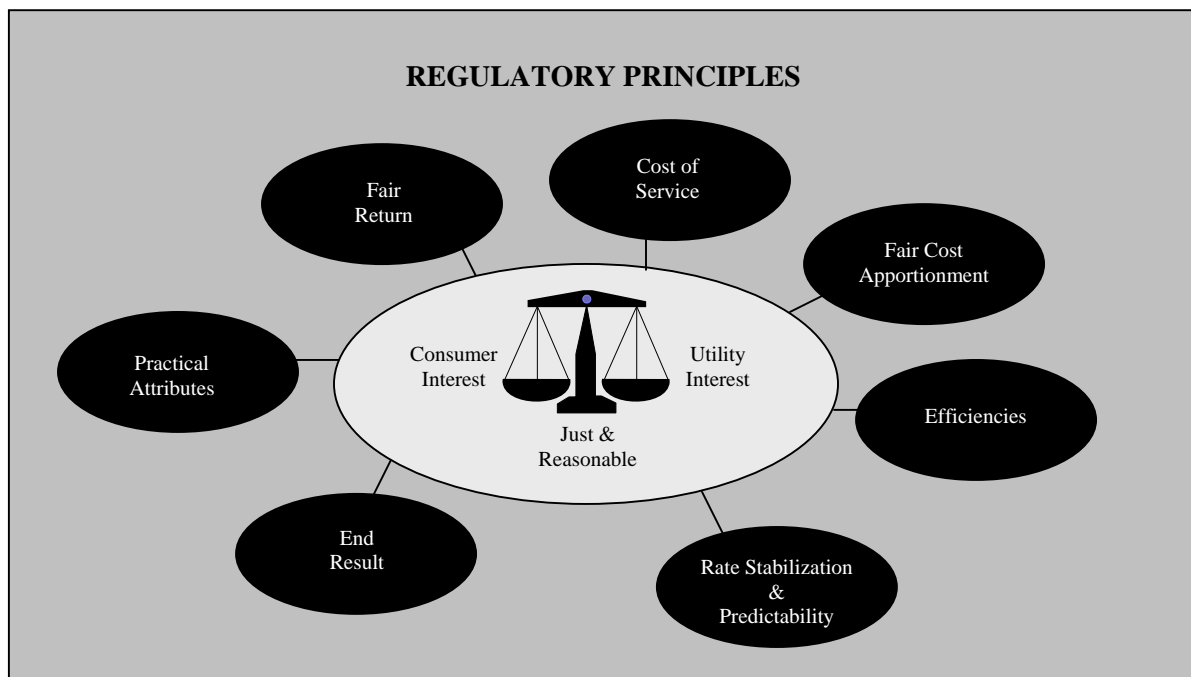 REGULATORY PRINCIPLES
Cost of
Service
Fair
Return
Fair Cost
Apportionment
Consumer
Interest
Utility
Interest
Practical
Attributes
Efficiencies
Just &
Reasonable
End
Result
Rate Stabilization
&
Predictability